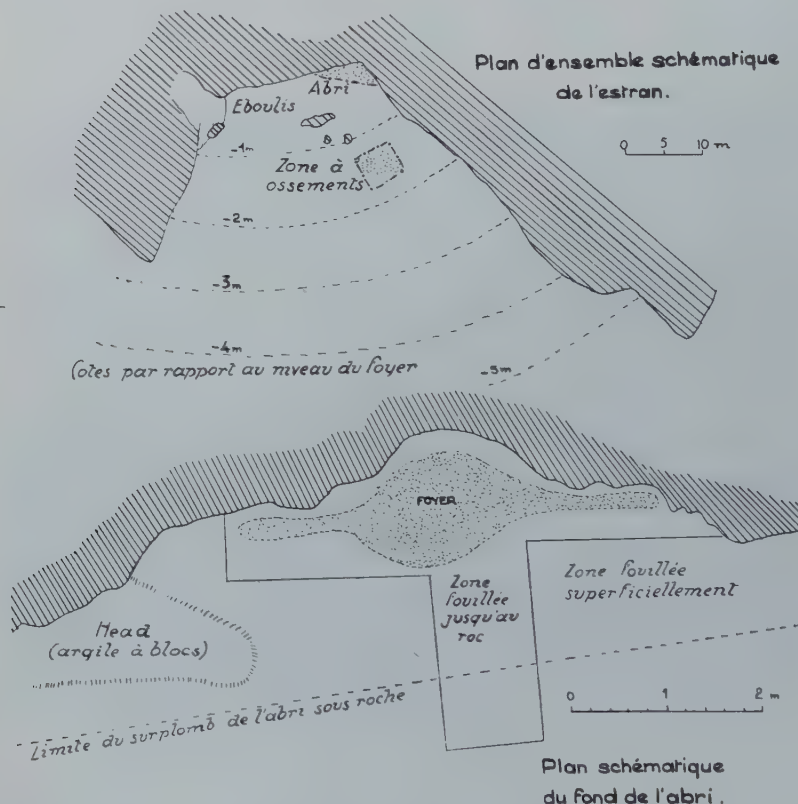 Plan d'ensemble schématique
de l'estran.
0 5 10 m
Abri
Eboulis
-1m
Zone à
ossements
-2m
-3m
-4m
-5m
Cotes par rapport au niveau du foyer
FOYER
Zone
fouillée
jusqu'au
roc
Zone fouillée
superficiellement
Head
(argile à blocs)
Limite du surplomb de l'abri sous roche
0 1 2 m
Plan schématique
du fond de l'abri.